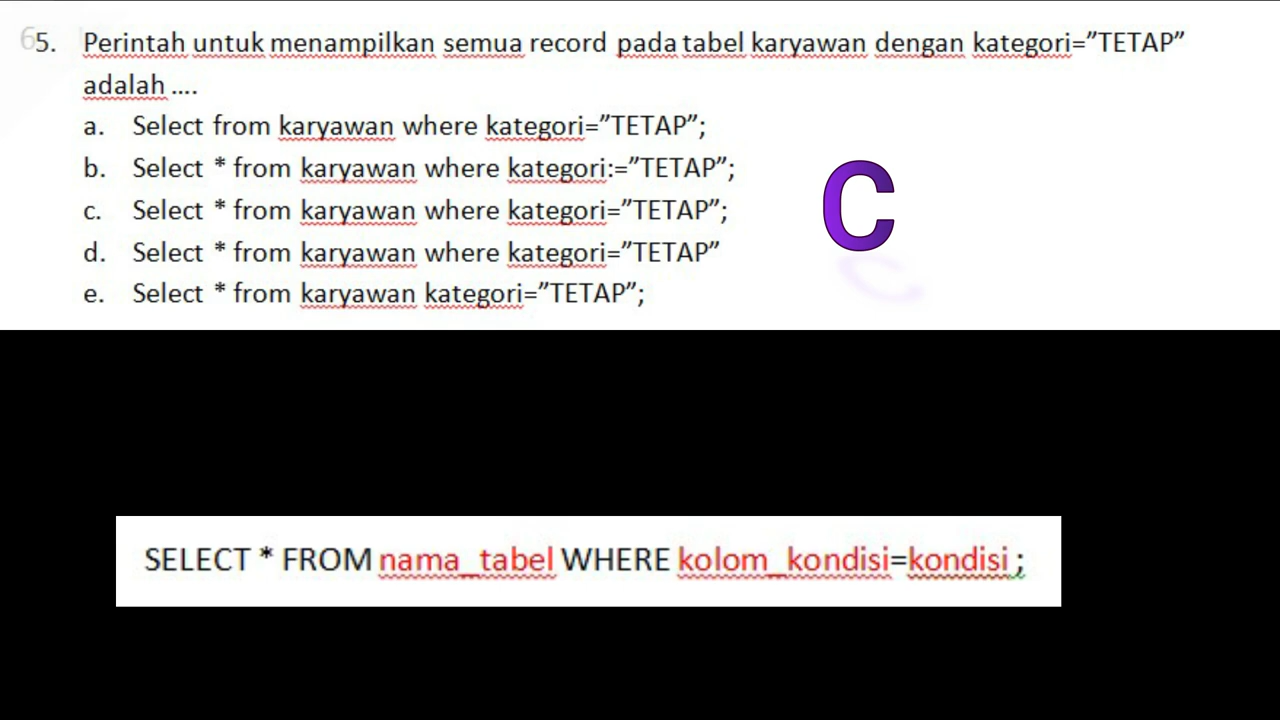 5. Perintah untuk menampilkan semua record pada tabel karyawan dengan kategori=”TETAP”
adalah ....
a. Select from karyawan where kategori=”TETAP”;
b. Select * from karyawan where kategori:=”TETAP”;
c. Select * from karyawan where kategori=”TETAP”;
d. Select * from karyawan where kategori=”TETAP”
e. Select * from karyawan kategori=”TETAP”;
C
SELECT * FROM nama_tabel WHERE kolom_kondisi=kondisi ;